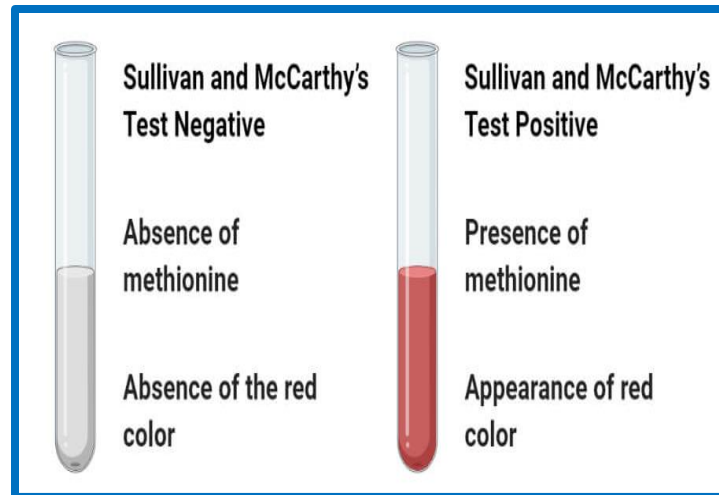 Sullivan and McCarthy's
Test Negative
Absence of
methionine
Absence of the red
color
Sullivan and McCarthy's
Test Positive
Presence of
methionine
Appearance of red
color